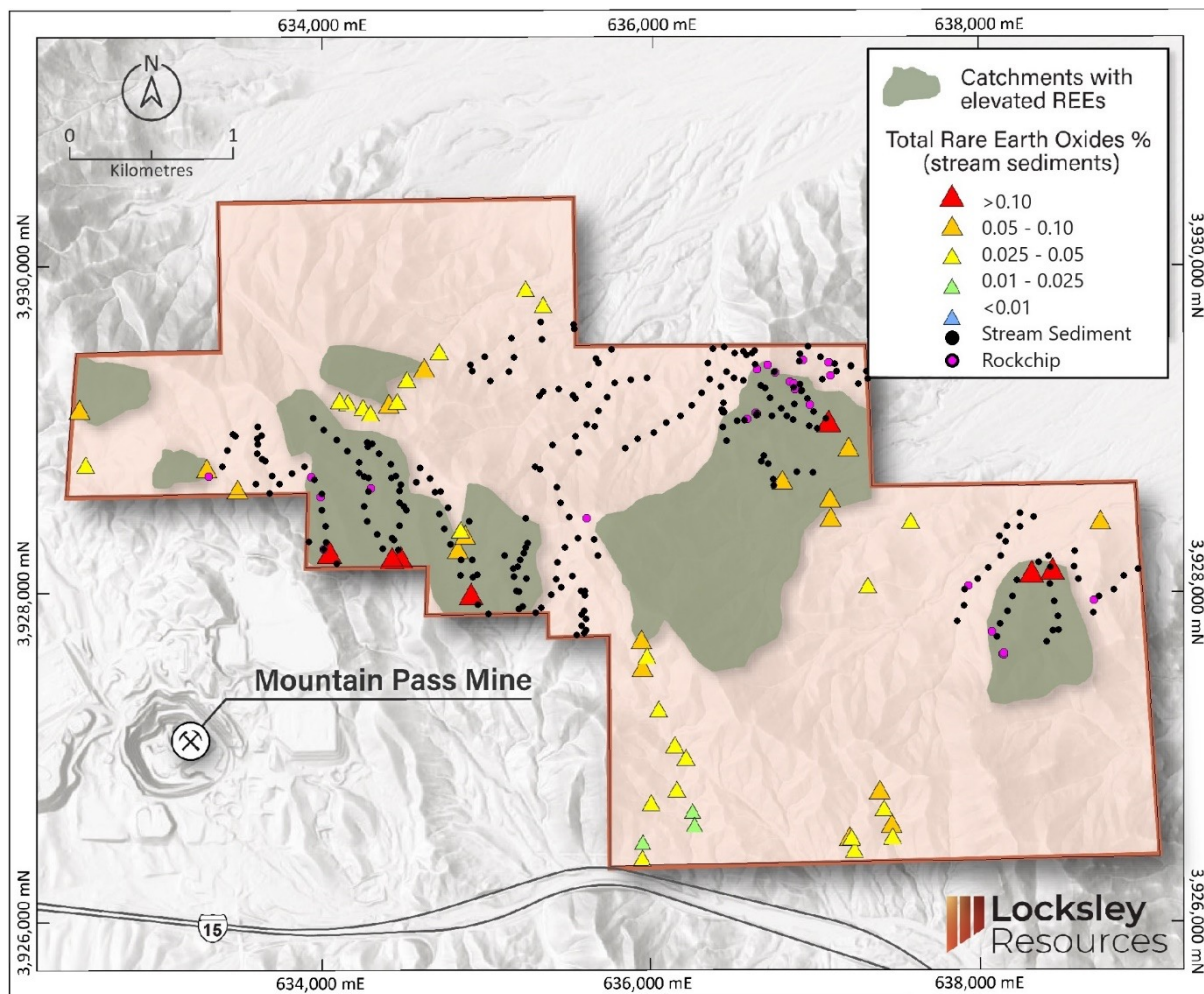 634,000 mE
636,000 mE
638,000 mE
N
0
1
Kilometres
Catchments with
elevated REEs
Total Rare Earth Oxides %
(stream sediments)
>0.10
0.05 - 0.10
0.025 - 0.05
0.01 - 0.025
<0.01
Stream Sediment
Rockchip
3,930,000 mN
3,930,000 mN
3,928,000 mN
3,928,000 mN
Mountain Pass Mine
3,926,000 mN
3,926,000 mN
15
Locksley
Resources
634,000 mE
636,000 mE
638,000 mE